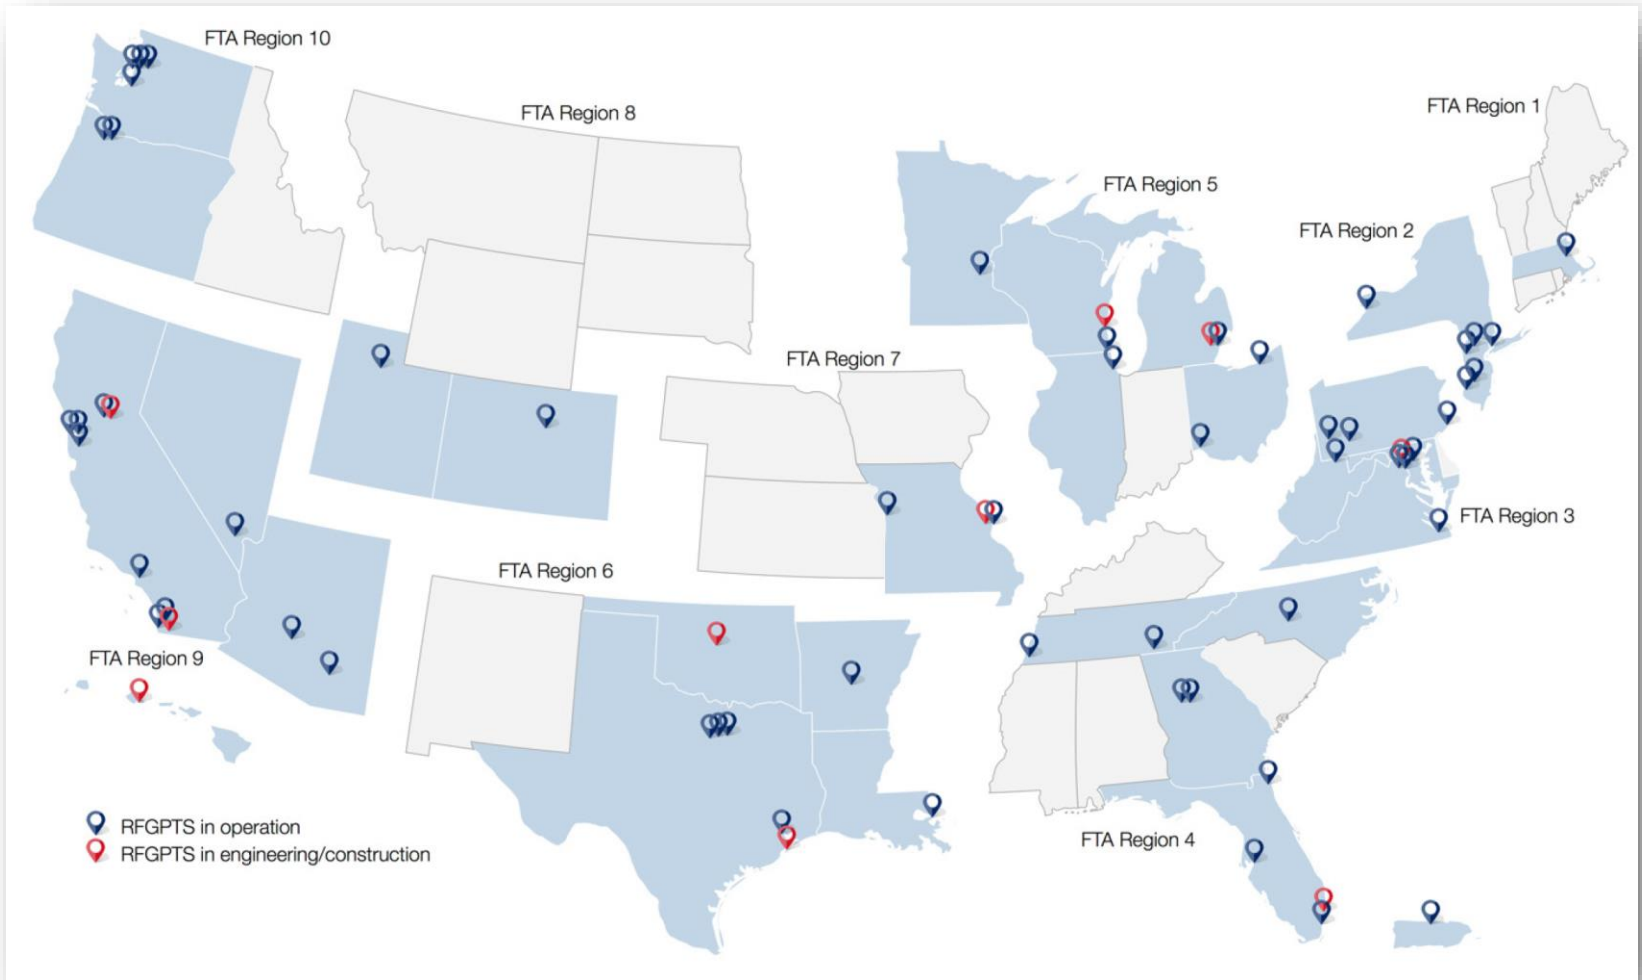 FTA Region 10
FTA Region 8
FTA Region 1
FTA Region 5
FTA Region 2
FTA Region 7
FTA Region 3
FTA Region 6
FTA Region 9
RFGPTS in operation
FTA Region 4
RFGPTS in engineering/construction